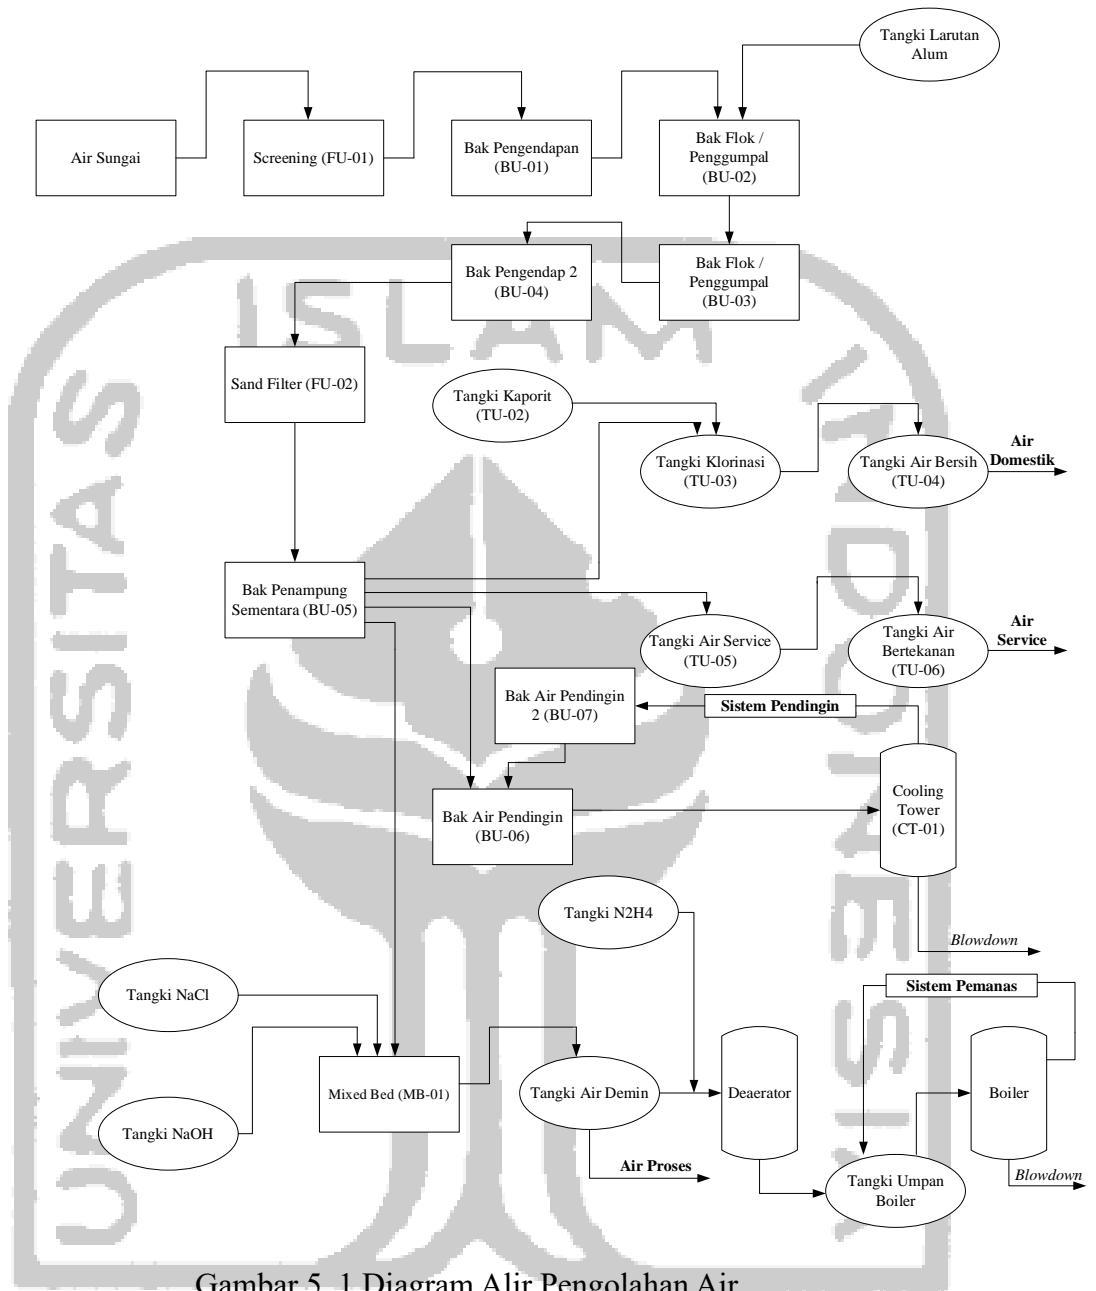 Tangki Larutan
Alum
Air Sungai
Screening (FU-01)
Bak Pengendapan
(BU-01)
Bak Flok /
Penggumpal
(BU-02)
Bak Pengendap 2
(BU-04)
Bak Flok /
Penggumpal
(BU-03)
Sand Filter (FU-02)
Tangki Kaporit
(TU-02)
Tangki Klorinasi
(TU-03)
Tangki Air Bersih
(TU-04)
Air
Domestik
Bak Penampung
Sementara (BU-05)
Tangki Air Service
(TU-05)
Tangki Air
Bertekanan
(TU-06)
Air
Service
Bak Air Pendingin
2 (BU-07)
Sistem Pendingin
Bak Air Pendingin
(BU-06)
Cooling
Tower
(CT-01)
Blowdown
Tangki N2H4
Tangki NaCl
Sistem Pemanas
Mixed Bed (MB-01)
Tangki Air Demin
Deaerator
Boiler
Tangki NaOH
Air Proses
Tangki Umpan
Boiler
Blowdown
UNIVERSITAS
ISLAM
INDONESIA
Gambar 5. 1 Diagram Alir Pengolahan Air